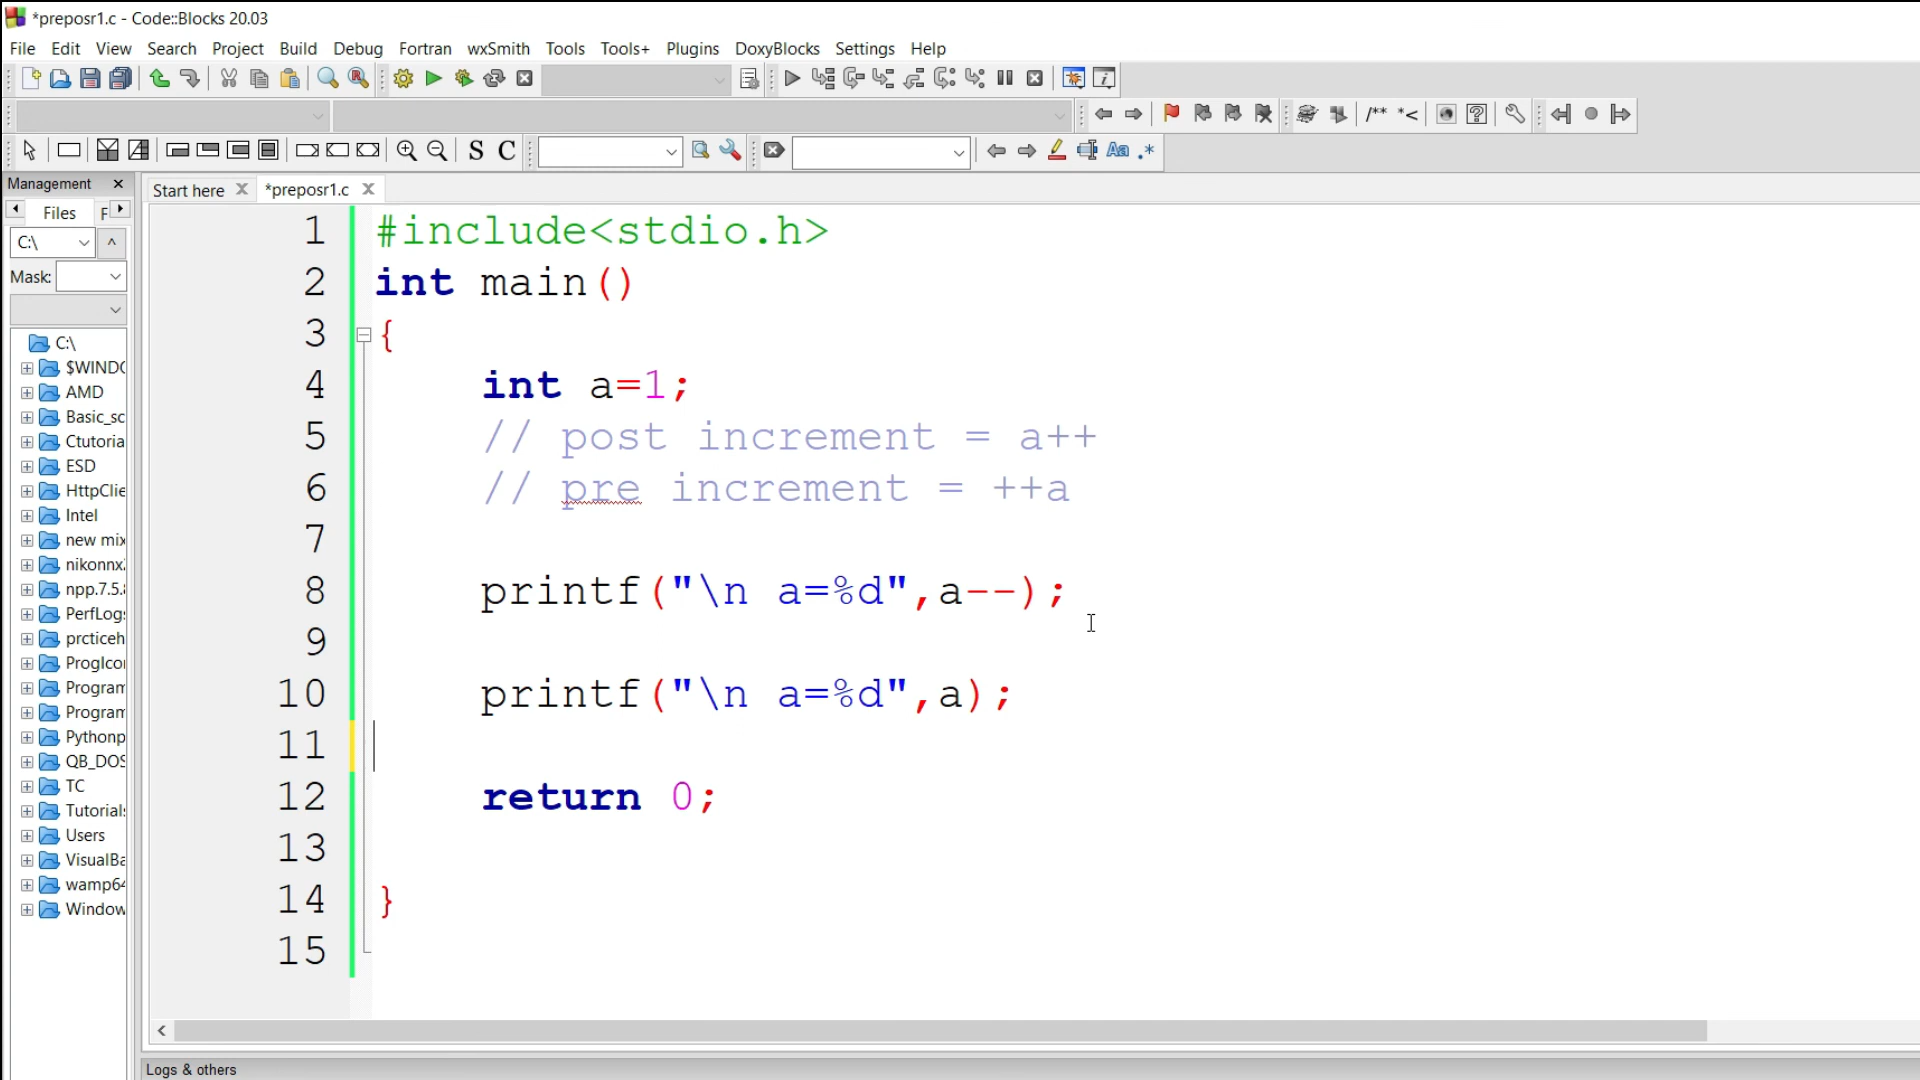 *preposr1.c - Code::Blocks 20.03
File Edit View Search Project Build Debug Fortran wxSmith Tools Tools+ Plugins DoxyBlocks Settings Help
/** *<
S C
Aa .*
Management
Start here
*preposr1.c
Files F
C:\
^
Mask:
C:\
$WINDO
AMD
Basic_sc
Ctutoria
ESD
HttpClie
Intel
new mix
nikonnx
npp.7.5.
PerfLog
prcticeh
ProgIco
Program
Program
Pythonp
QB_DOS
TC
Tutorial
Users
VisualBa
wamp64
Window
1 #include<stdio.h>
2 int main()
3 {
4 int a=1;
5 // post increment = a++
6 // pre increment = ++a
7
8 printf("\n a=%d",a--);
9
10 printf("\n a=%d",a);
11
12 return 0;
13
14 }
15
Logs & others